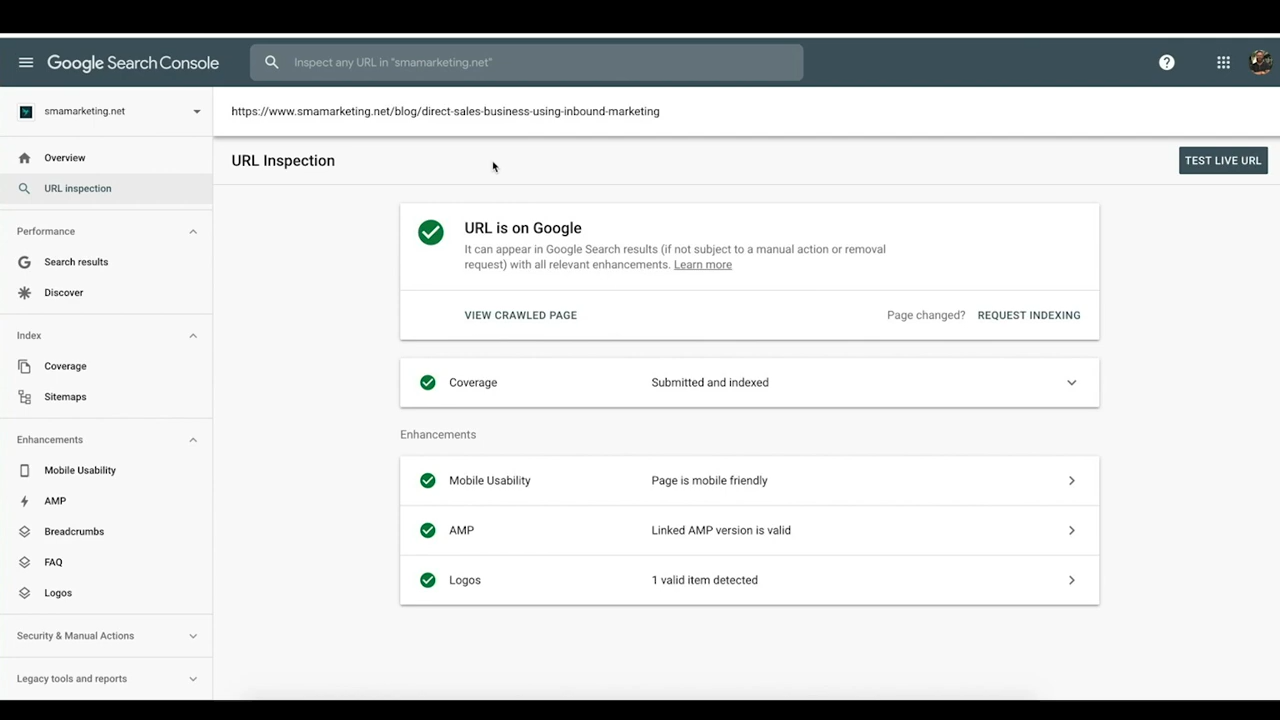 Google Search Console
Inspect any URL in "smamarketing.net"
smamarketing.net
https://www.smamarketing.net/blog/direct-sales-business-using-inbound-marketing
Overview
URL inspection
Performance
Search results
Discover
Index
Coverage
Sitemaps
Enhancements
Mobile Usability
AMP
Breadcrumbs
FAQ
Logos
Security & Manual Actions
Legacy tools and reports
URL Inspection
TEST LIVE URL
URL is on Google
It can appear in Google Search results (if not subject to a manual action or removal
request) with all relevant enhancements. Learn more
VIEW CRAWLED PAGE
Page changed? REQUEST INDEXING
Coverage Submitted and indexed
Enhancements
Mobile Usability Page is mobile friendly
AMP Linked AMP version is valid
Logos 1 valid item detected